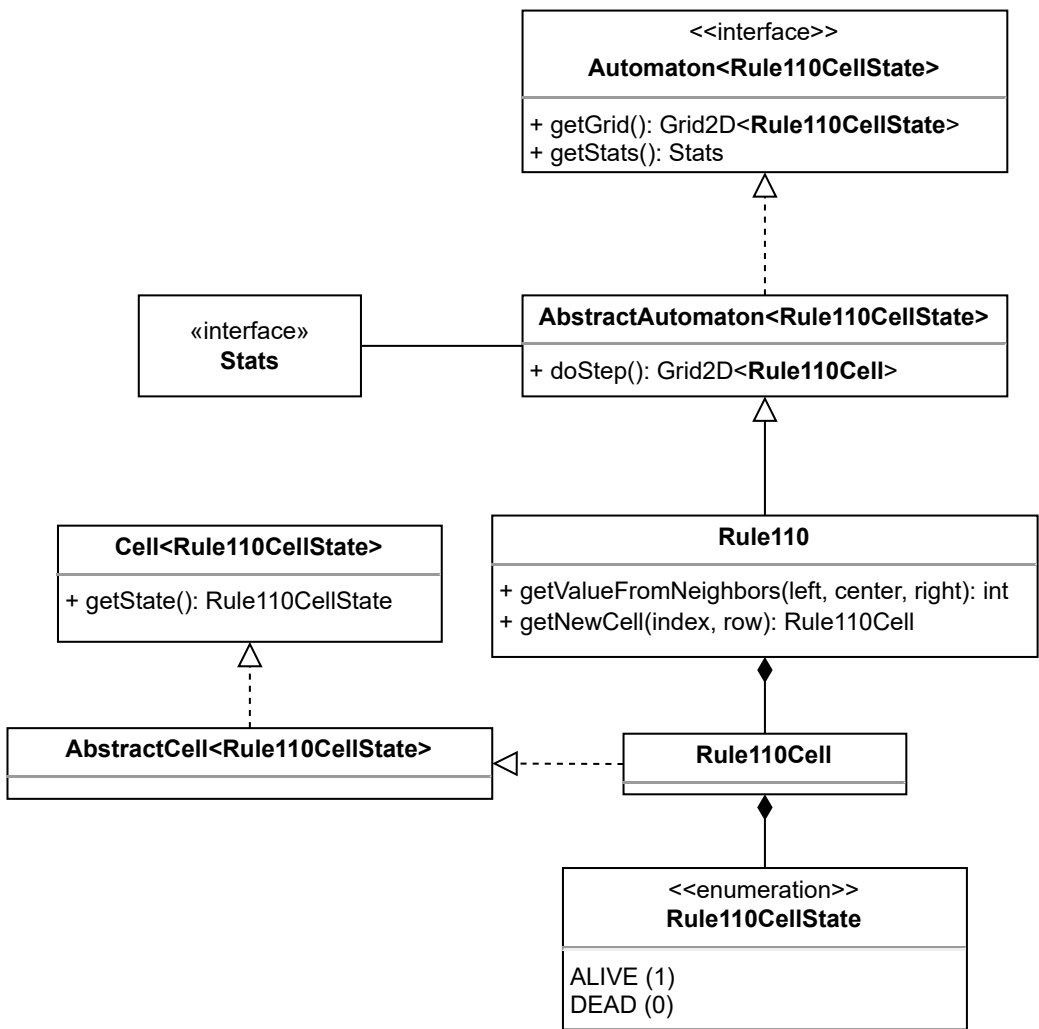 <<interface>>
Automaton<Rule110CellState>
+ getGrid(): Grid2D<Rule110CellState>
+ getStats(): Stats
«interface»
Stats
AbstractAutomaton<Rule110CellState>
+ doStep(): Grid2D<Rule110Cell>
Cell<Rule110CellState>
+ getState(): Rule110CellState
Rule110
+ getValueFromNeighbors(left, center, right): int
+ getNewCell(index, row): Rule110Cell
AbstractCell<Rule110CellState>
Rule110Cell
<<enumeration>>
Rule110CellState
ALIVE (1)
DEAD (0)